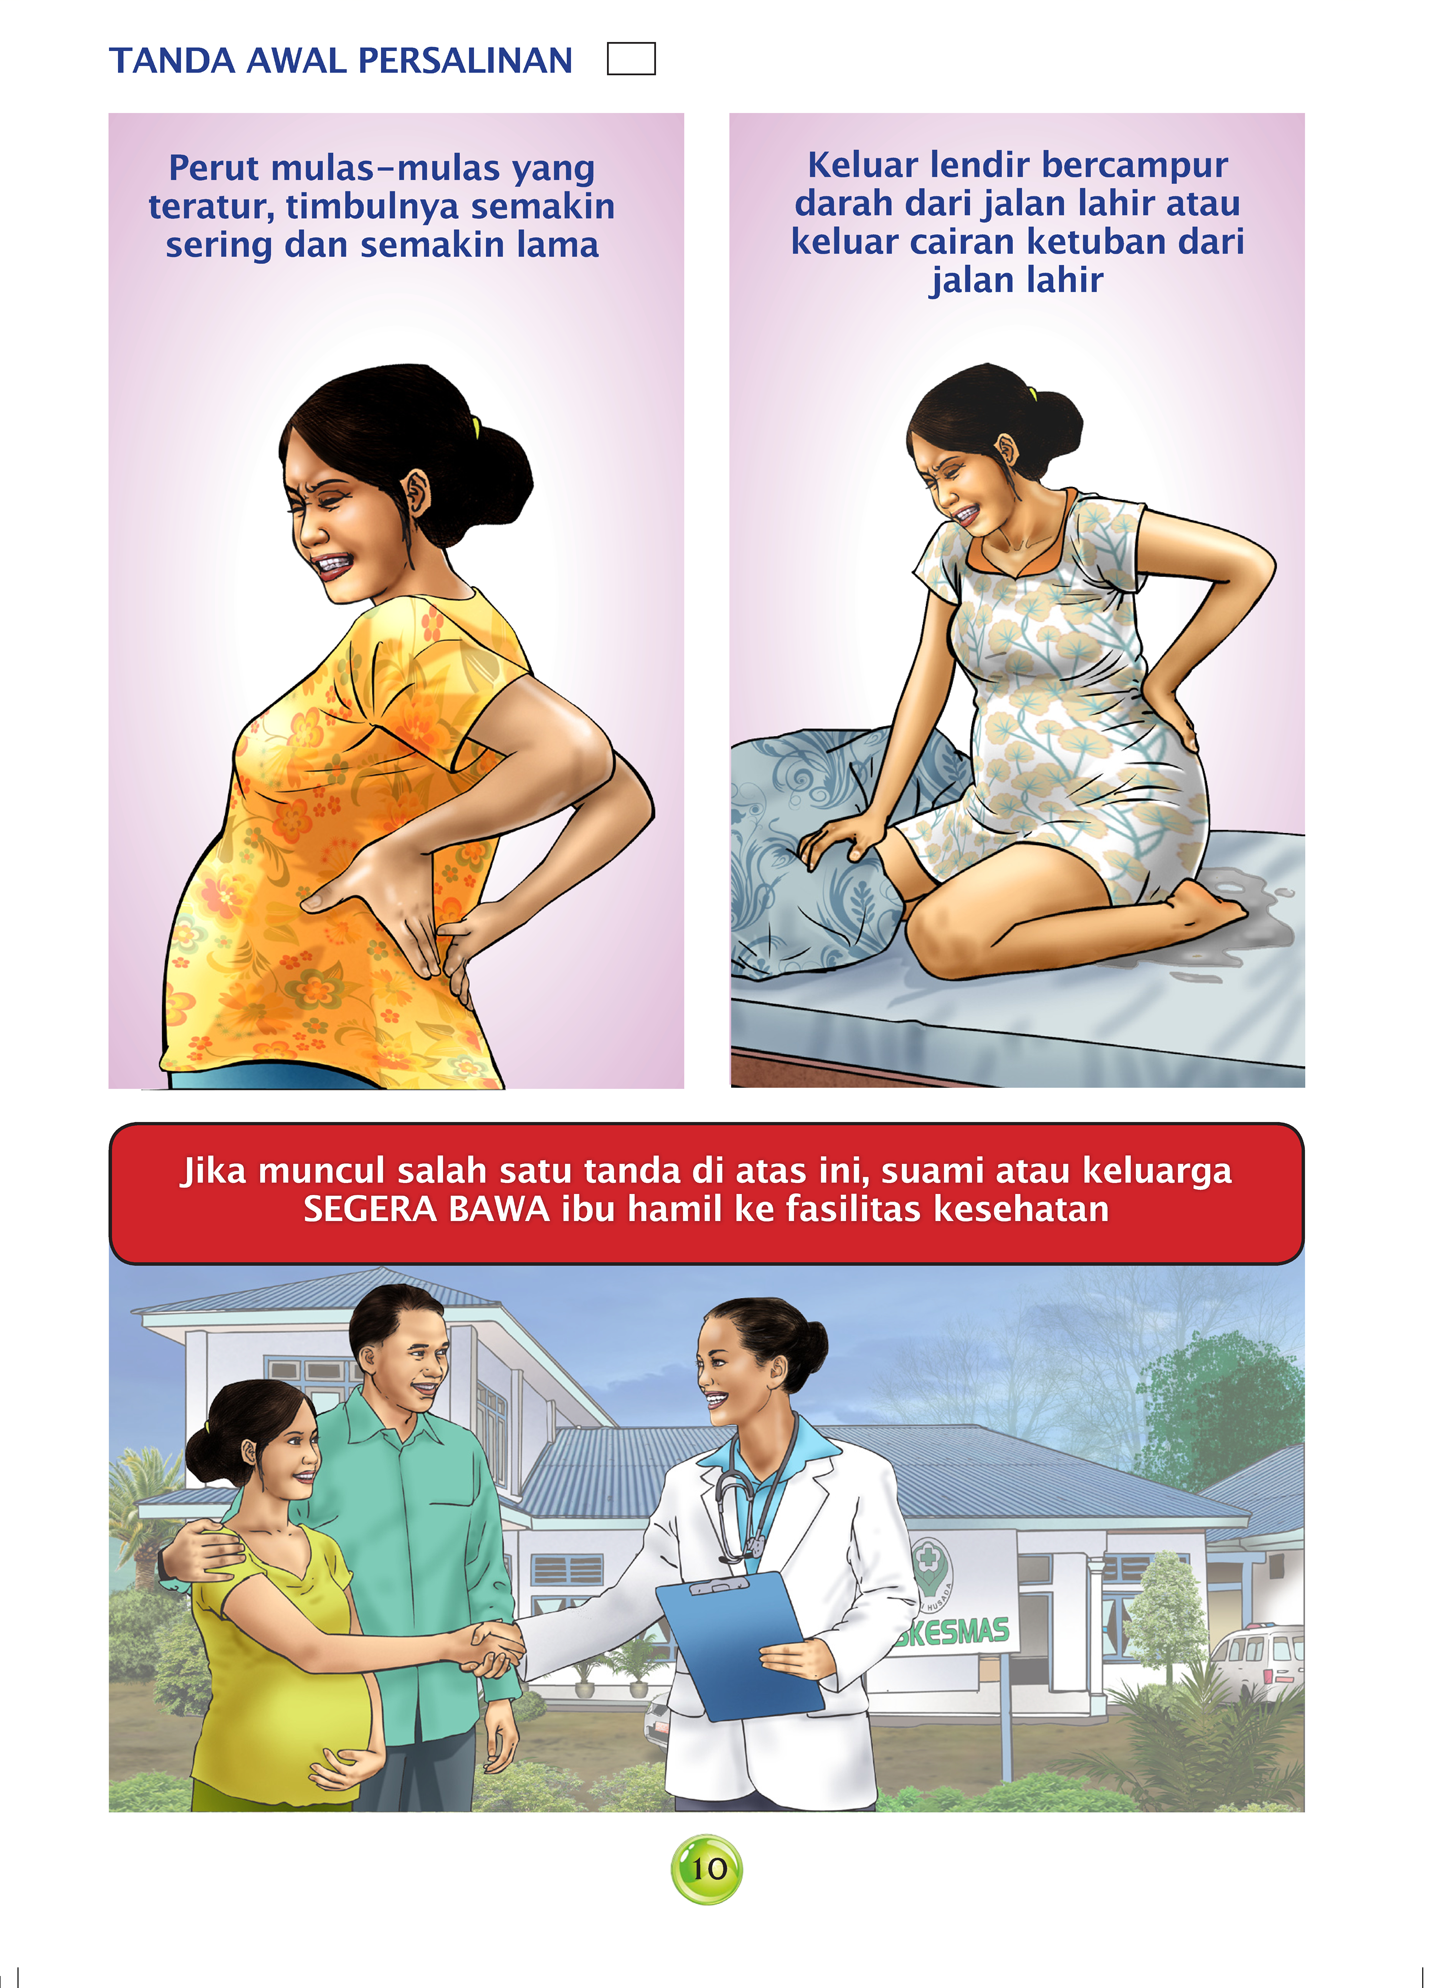 TANDA AWAL PERSALINAN
Perut mulas-mulas yang
teratur, timbulnya semakin
sering dan semakin lama
Keluar lendir bercampur
darah dari jalan lahir atau
keluar cairan ketuban dari
jalan lahir
Jika muncul salah satu tanda di atas ini, suami atau keluarga
SEGERA BAWA ibu hamil ke fasilitas kesehatan
HUSADA
SKESMAS
10